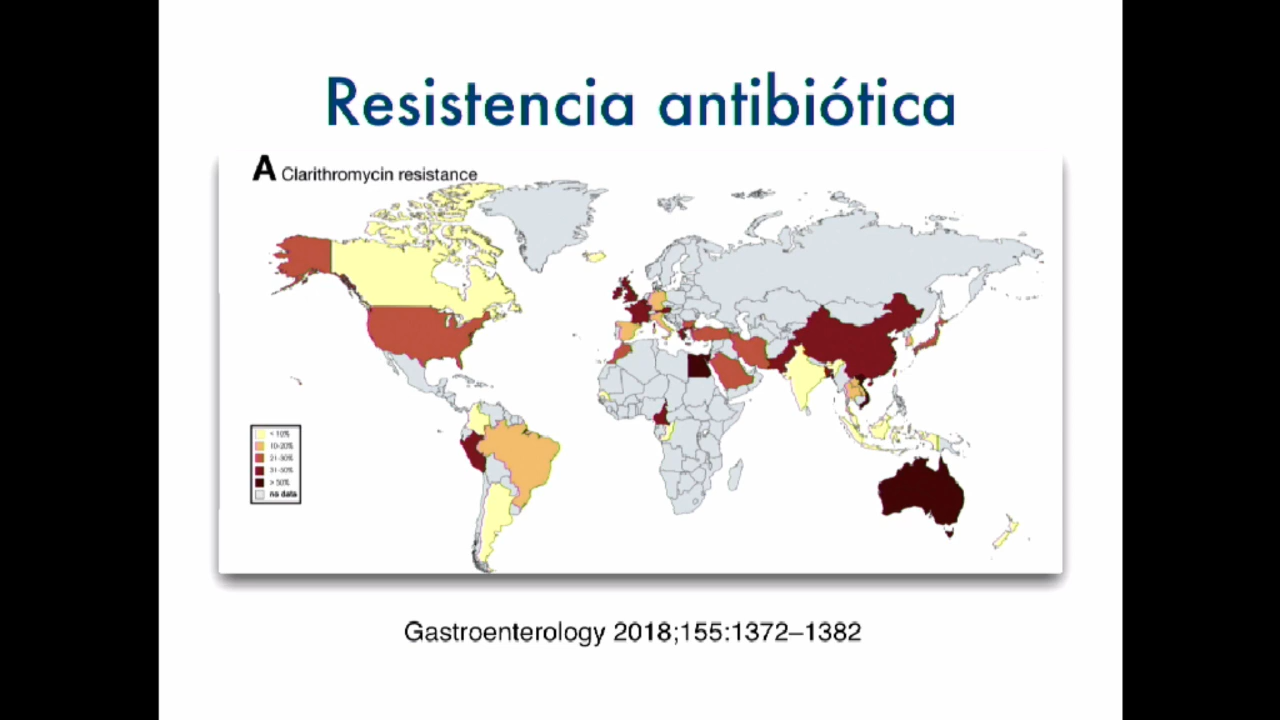 Resistencia antibiótica
A Clarithromycin resistance
< 10%
10-20%
21-30%
31-50%
> 50%
no data
Gastroenterology 2018;155:1372–1382